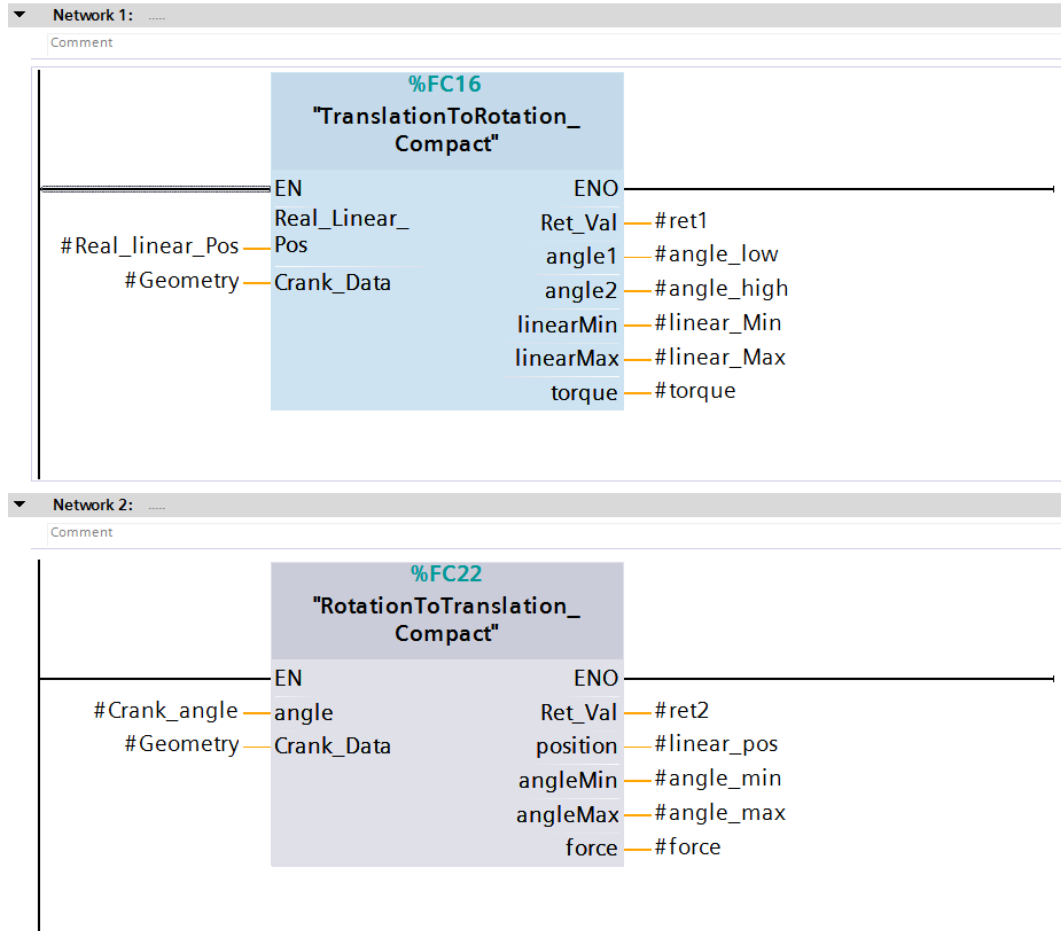 Network 1: .....
Comment
%FC16
"TranslationToRotation_
Compact"
EN ENO
#Real_linear_Pos Real_Linear_
Pos Ret_Val #ret1
angle1 #angle_low
#Geometry Crank_Data angle2 #angle_high
linearMin #linear_Min
linearMax #linear_Max
torque #torque
Network 2: .....
Comment
%FC22
"RotationToTranslation_
Compact"
EN ENO
#Crank_angle angle Ret_Val #ret2
#Geometry Crank_Data position #linear_pos
angleMin #angle_min
angleMax #angle_max
force #force